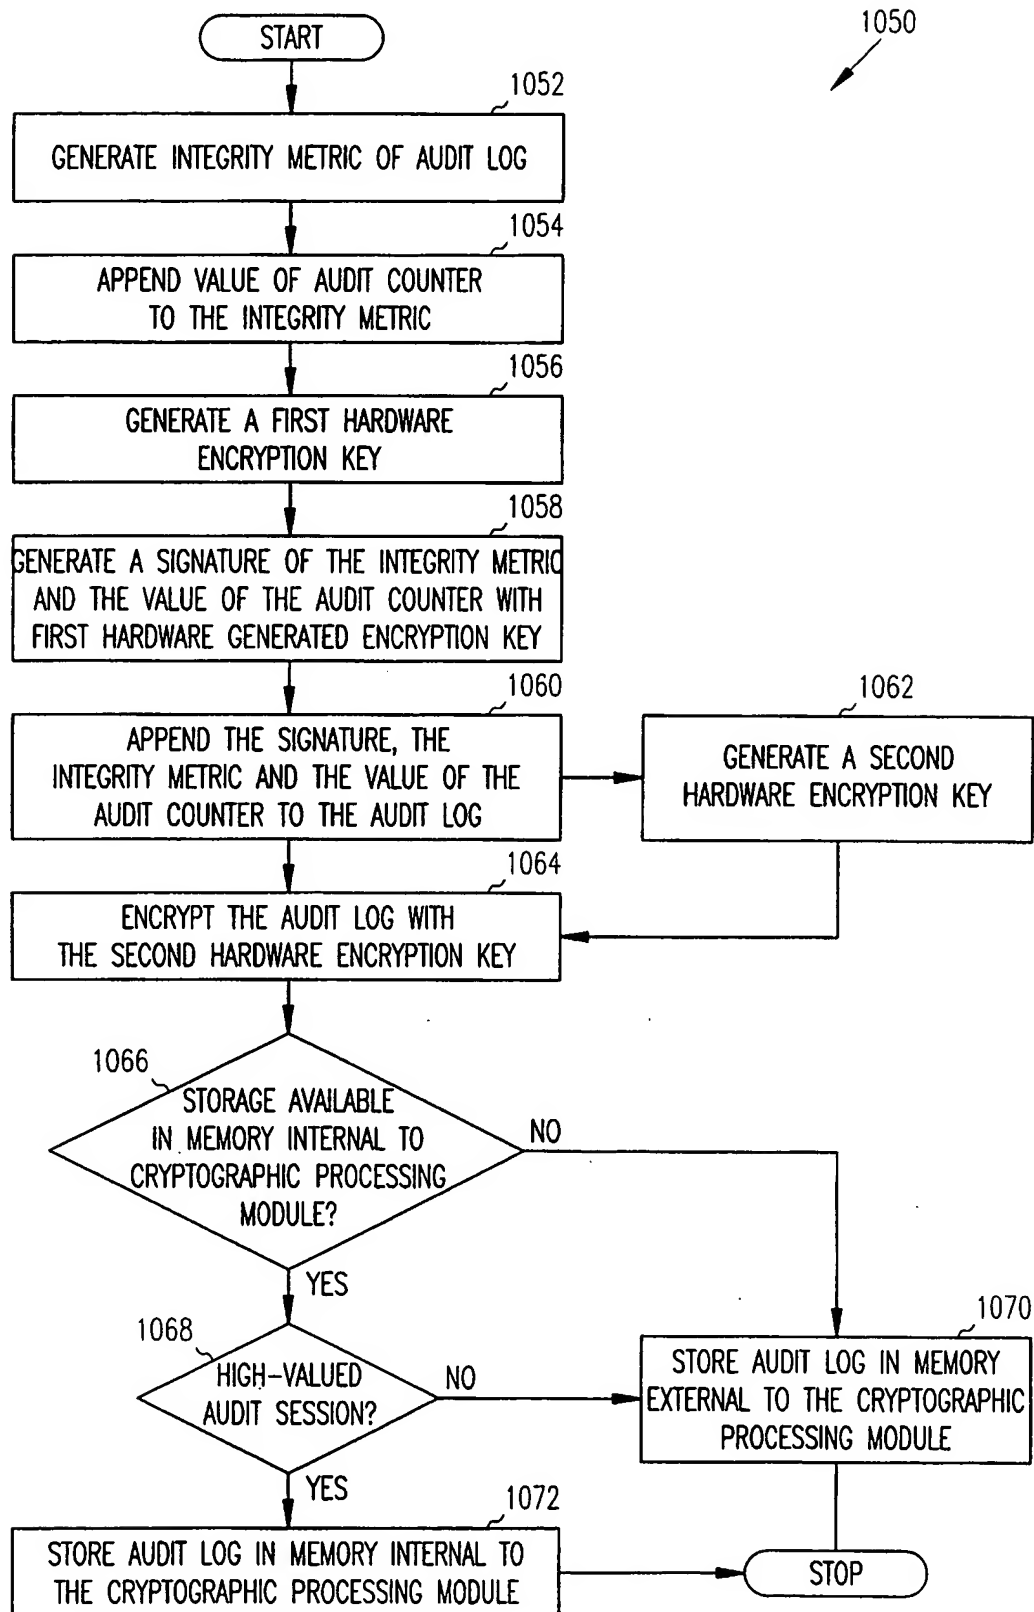 START
1050
1052
GENERATE INTEGRITY METRIC OF AUDIT LOG
1054
APPEND VALUE OF AUDIT COUNTER
TO THE INTEGRITY METRIC
1056
GENERATE A FIRST HARDWARE
ENCRYPTION KEY
1058
GENERATE A SIGNATURE OF THE INTEGRITY METRIC
AND THE VALUE OF THE AUDIT COUNTER WITH
FIRST HARDWARE GENERATED ENCRYPTION KEY
1060
APPEND THE SIGNATURE, THE
INTEGRITY METRIC AND THE VALUE OF THE
AUDIT COUNTER TO THE AUDIT LOG
1062
GENERATE A SECOND
HARDWARE ENCRYPTION KEY
1064
ENCRYPT THE AUDIT LOG WITH
THE SECOND HARDWARE ENCRYPTION KEY
1066
STORAGE AVAILABLE
IN MEMORY INTERNAL TO
CRYPTOGRAPHIC PROCESSING
MODULE?
NO
YES
1068
HIGH-VALUED
AUDIT SESSION?
NO
YES
1070
STORE AUDIT LOG IN MEMORY
EXTERNAL TO THE CRYPTOGRAPHIC
PROCESSING MODULE
1072
STORE AUDIT LOG IN MEMORY INTERNAL TO
THE CRYPTOGRAPHIC PROCESSING MODULE
STOP